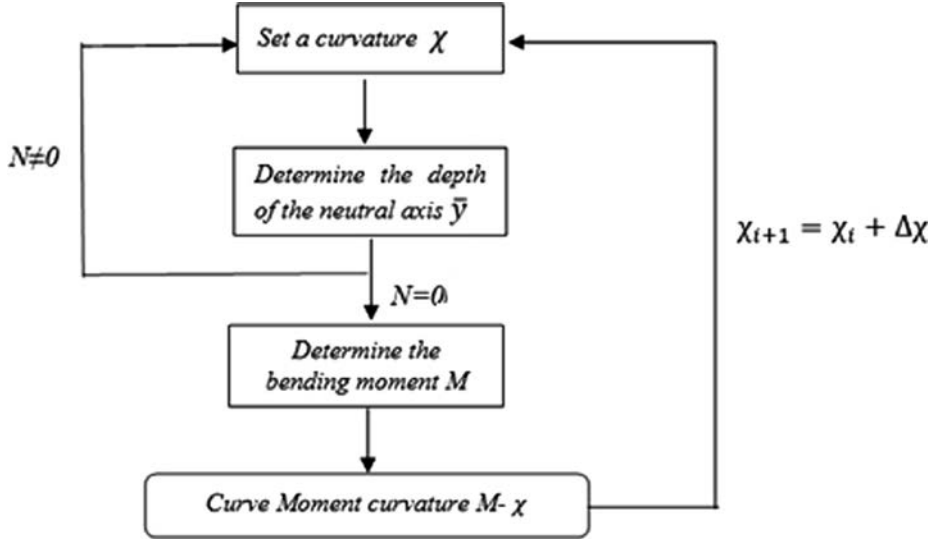 Set a curvature χ
N≠0
Determine the depth
of the neutral axis ȳ
χᵢ₊₁ = χᵢ + Δχ
N=0
Determine the
bending moment M
Curve Moment curvature M- χ